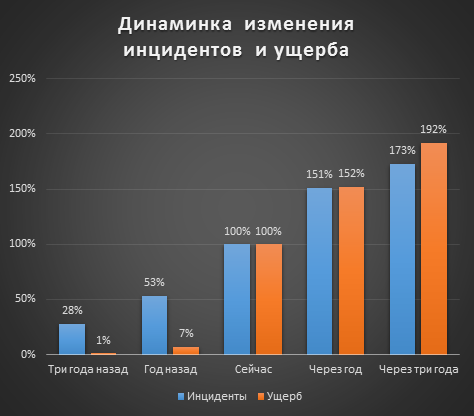 Динаминка изменения
инцидентов и ущерба
250%
200%
150%
100%
50%
0%
28%
1%
53%
7%
100%
100%
151%
152%
173%
192%
Три года назад
Год назад
Сейчас
Через год
Через три года
Инциденты
Ущерб